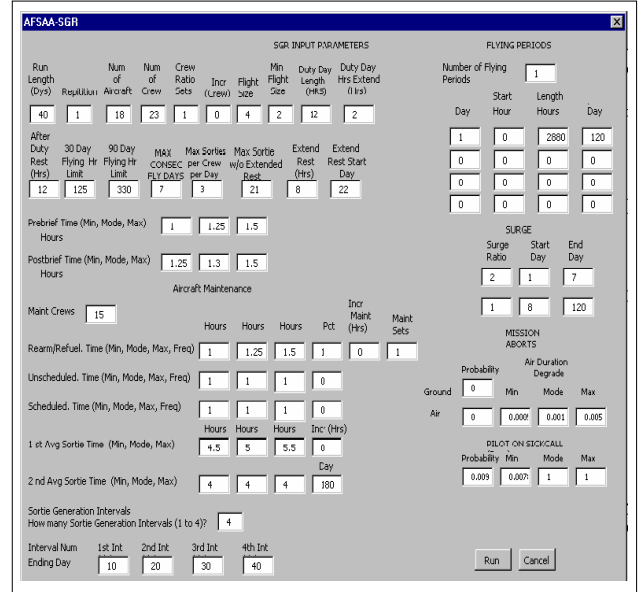 AFSAA-SGR
SGR INPUT PARAMETERS
FLYING PERIODS
Run Length (Dys) Repilition Num of Aircraft Num of Crew Crew Ratio Sets Incr (Crew) Flight Size Min Flight Size Duty Day Length (HRS) Duty Day Hrs Extend (Hrs)
40 1 18 23 1 0 4 2 12 2
Number of Flying Periods 1
Day Start Hour Length Hours Day
1 0 2880 120
0 0 0 0
0 0 0 0
0 0 0 0
After Duty Rest (Hrs) 30 Day Flying Hr Limit 90 Day Flying Hr Limit MAX CONSEC FLY DAYS Max Sorties per Crew per Day Max Sortie w/o Extended Rest Extend Rest (Hrs) Extend Rest Start Day
12 125 330 7 3 21 8 22
Prebrief Time (Min, Mode, Max) 1 1.25 1.5
Hours
Postbrief Time (Min, Mode, Max) 1.25 1.3 1.5
Hours
SURGE
Surge Ratio Start Day End Day
2 1 7
1 8 120
Aircraft Maintenance
Maint Crews 15
Hours Hours Hours Pct Incr Maint (Hrs) Maint Sets
Rearm/Refuel. Time (Min, Mode, Max, Freq) 1 1.25 1.5 1 0 1
Unscheduled. Time (Min, Mode, Max, Freq) 1 1 1 0
Scheduled. Time (Min, Mode, Max, Freq) 1 1 1 0
Hours Hours Hours Incr (Hrs)
1 st Avg Sortie Time (Min, Mode, Max) 4.5 5 5.5 0
Day
2 nd Avg Sortie Time (Min, Mode, Max) 4 4 4 180
MISSION ABORTS
Probability Air Duration Degrade
Ground 0 Min Mode Max
Air 0 0.001 0.005
PILOT ON SICKCALL
Probability Min Mode Max
0.009 1 1
Sortie Generation Intervals
How many Sortie Generation Intervals (1 to 4)? 4
Interval Num 1st Int 2nd Int 3rd Int 4th Int
Ending Day 10 20 30 40
Run Cancel